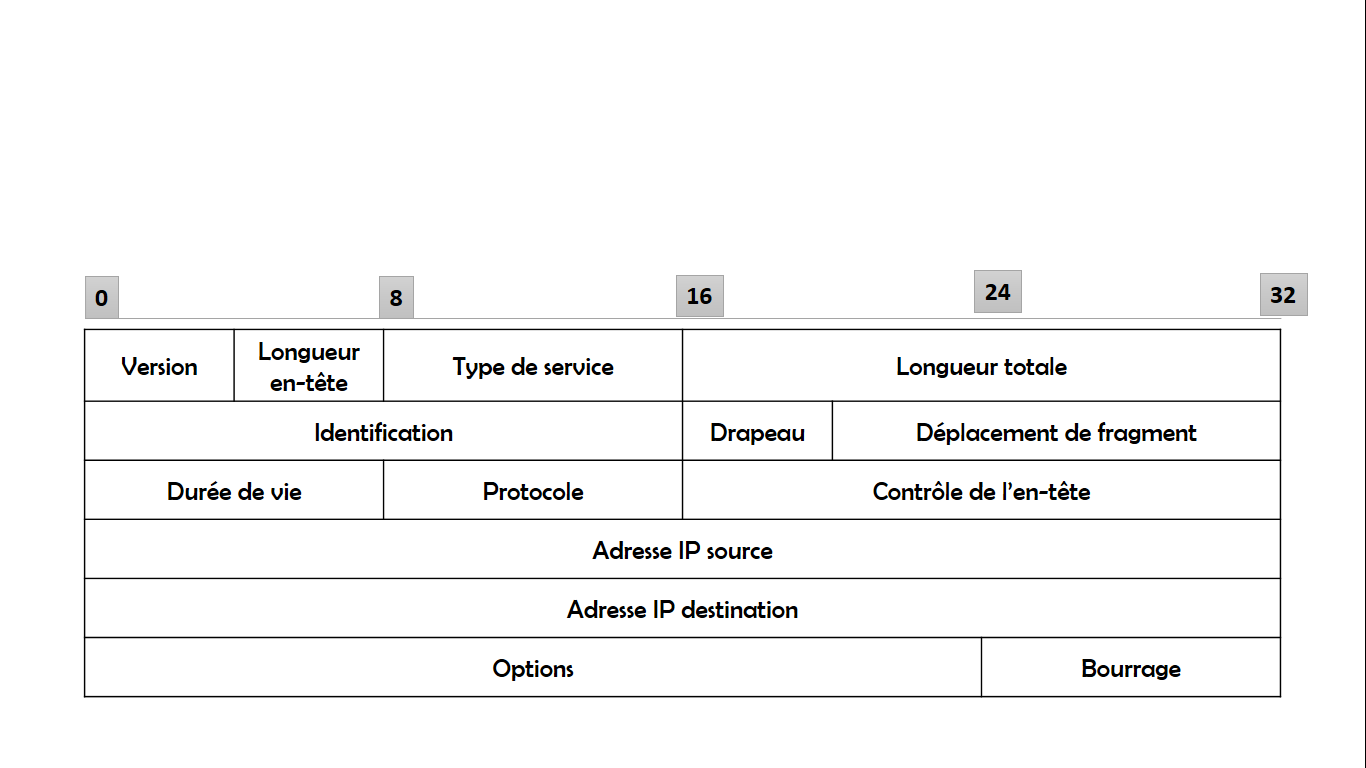 0 8 16 24 32
Version
Longueur
en-tête
Type de service
Longueur totale
Identification
Drapeau
Déplacement de fragment
Durée de vie
Protocole
Contrôle de l’en-tête
Adresse IP source
Adresse IP destination
Options
Bourrage